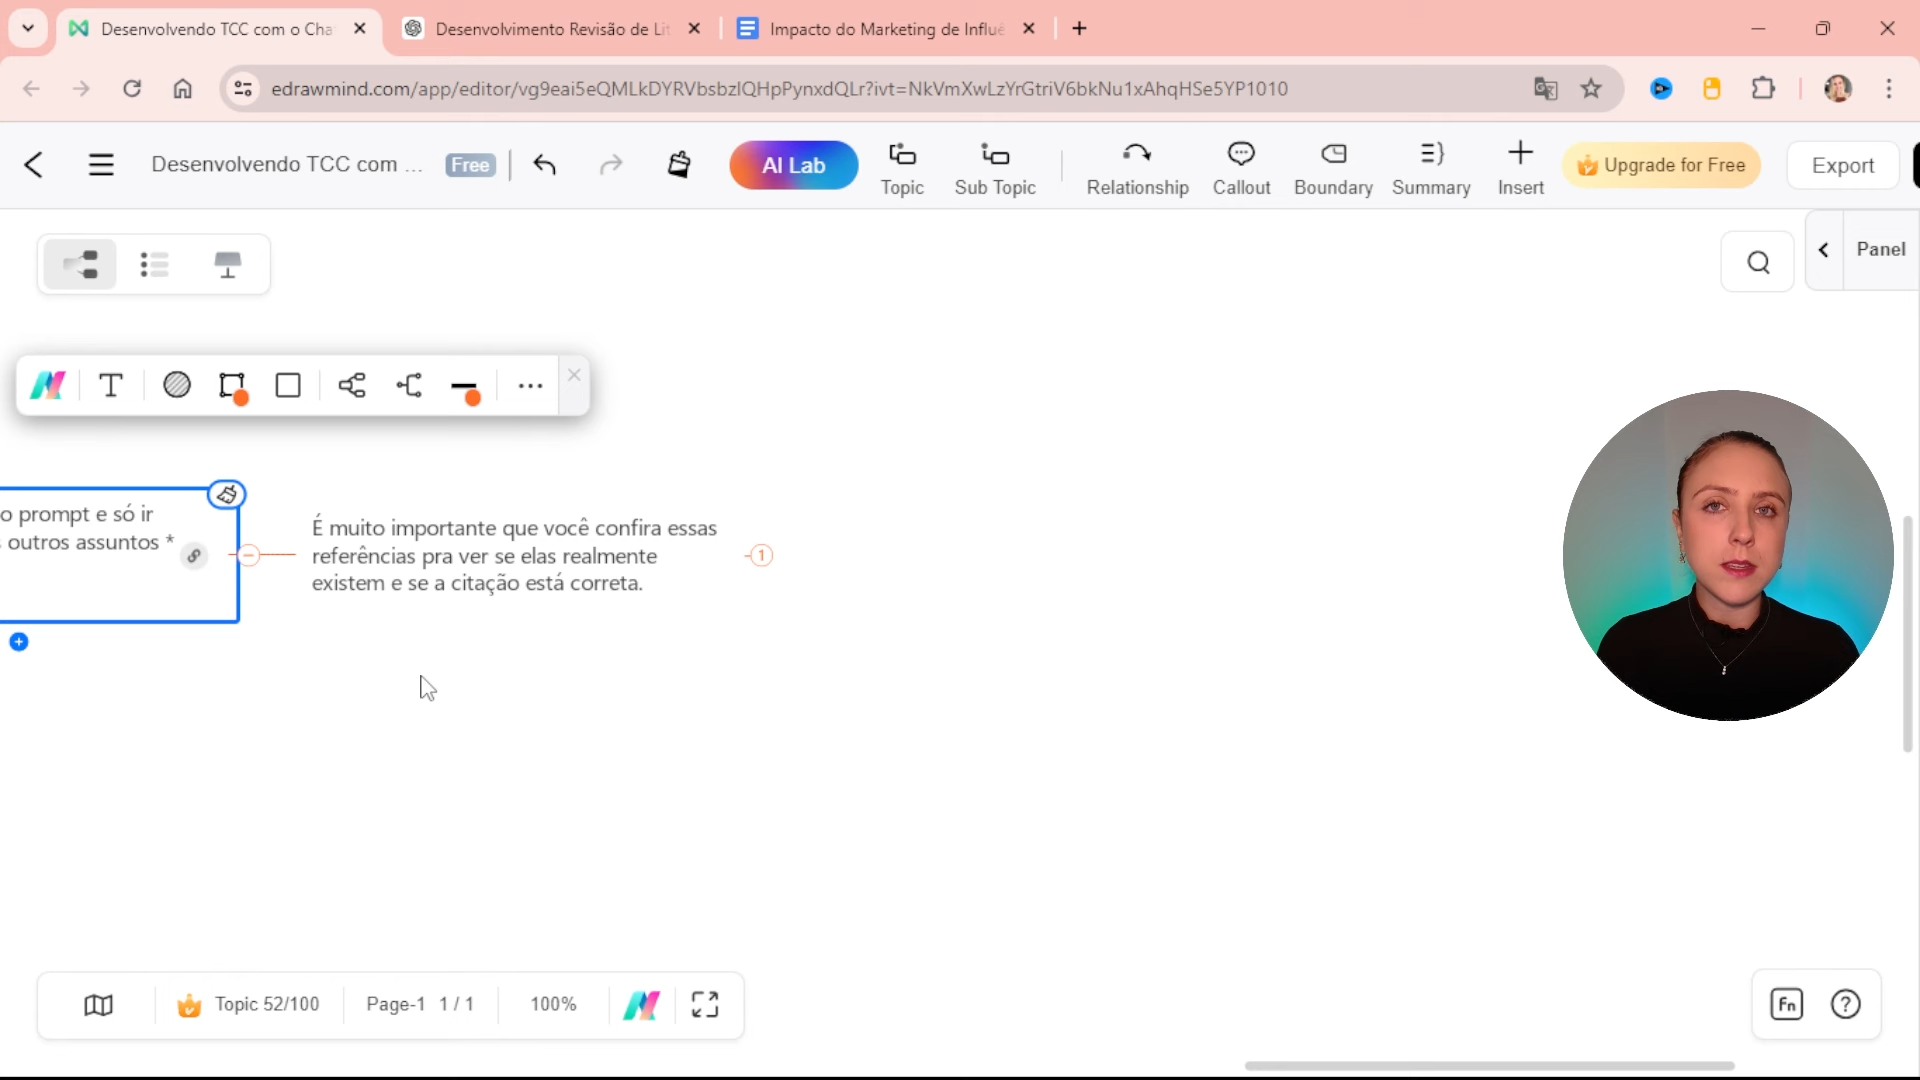 Desenvolvendo TCC com o Cha
Desenvolvimento Revisão de Lit
Impacto do Marketing de Influê
edrawmind.com/app/editor/vg9eai5eQMLkDYRVbsbzIQHpPynxdQLr?ivt=NkVmXwLzYrGtriV6bkNu1xAhqHSe5YP1010
Desenvolvendo TCC com ...
Free
AI Lab
Topic
Sub Topic
Relationship
Callout
Boundary
Summary
Insert
Upgrade for Free
Export
Panel
o prompt e só ir
s outros assuntos *
É muito importante que você confira essas
referências pra ver se elas realmente
existem e se a citação está correta.
1
Topic 52/100
Page-1 1 / 1
100%
Fn